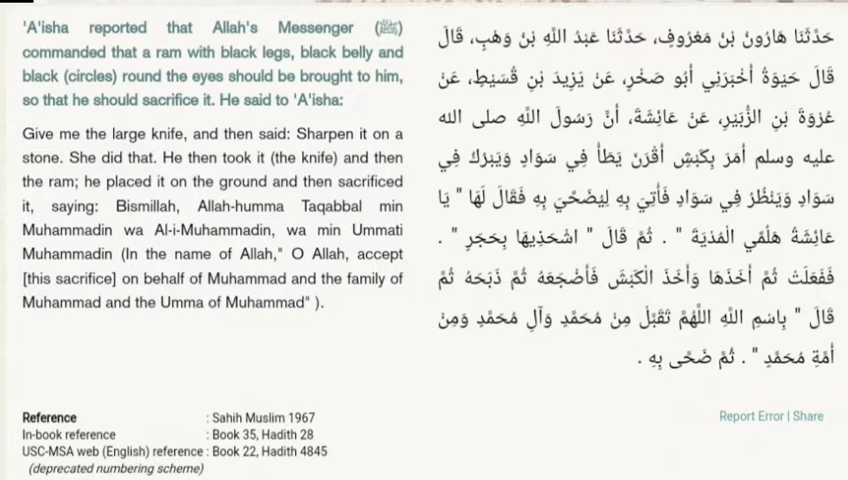 'A'isha reported that Allah's Messenger (ﷺ)
commanded that a ram with black legs, black belly and
black (circles) round the eyes should be brought to him,
so that he should sacrifice it. He said to 'A'isha:
Give me the large knife, and then said: Sharpen it on a
stone. She did that. He then took it (the knife) and then
the ram; he placed it on the ground and then sacrificed
it, saying: Bismillah, Allah-humma Taqabbal min
Muhammadin wa Al-i-Muhammadin, wa min Ummati
Muhammadin (In the name of Allah," O Allah, accept
[this sacrifice] on behalf of Muhammad and the family of
Muhammad and the Umma of Muhammad" ).
حَدَّثَنَا هَارُونُ بْنُ مَعْرُوفٍ، حَدَّثَنَا عَبْدُ اللَّهِ بْنُ وَهْبٍ، قَالَ
قَالَ حَيْوَةُ أَخْبَرَنِي أَبُو صَخْرٍ، عَنْ يَزِيدَ بْنِ قُسَيْطٍ، عَنْ
عُرْوَةَ بْنِ الزُّبَيْرِ، عَنْ عَائِشَةَ، أَنَّ رَسُولَ اللَّهِ صلى الله
عليه وسلم أَمَرَ بِكَبْشٍ أَقْرَنَ يَطَأُ فِي سَوَادٍ وَيَبْرُكُ فِي
سَوَادٍ وَيَنْظُرُ فِي سَوَادٍ فَأُتِيَ بِهِ لِيُضَحِّيَ بِهِ فَقَالَ لَهَا " يَا
عَائِشَةُ هَلُمِّي الْمُدْيَةَ " . ثُمَّ قَالَ " اشْحَذِيهَا بِحَجَرٍ " .
فَفَعَلَتْ ثُمَّ أَخَذَهَا وَأَخَذَ الْكَبْشَ فَأَضْجَعَهُ ثُمَّ ذَبَحَهُ ثُمَّ
قَالَ " بِاسْمِ اللَّهِ اللَّهُمَّ تَقَبَّلْ مِنْ مُحَمَّدٍ وَآلِ مُحَمَّدٍ وَمِنْ
أُمَّةِ مُحَمَّدٍ " . ثُمَّ ضَحَّى بِهِ .
Reference : Sahih Muslim 1967
In-book reference : Book 35, Hadith 28
USC-MSA web (English) reference : Book 22, Hadith 4845
(deprecated numbering scheme)
Report Error | Share